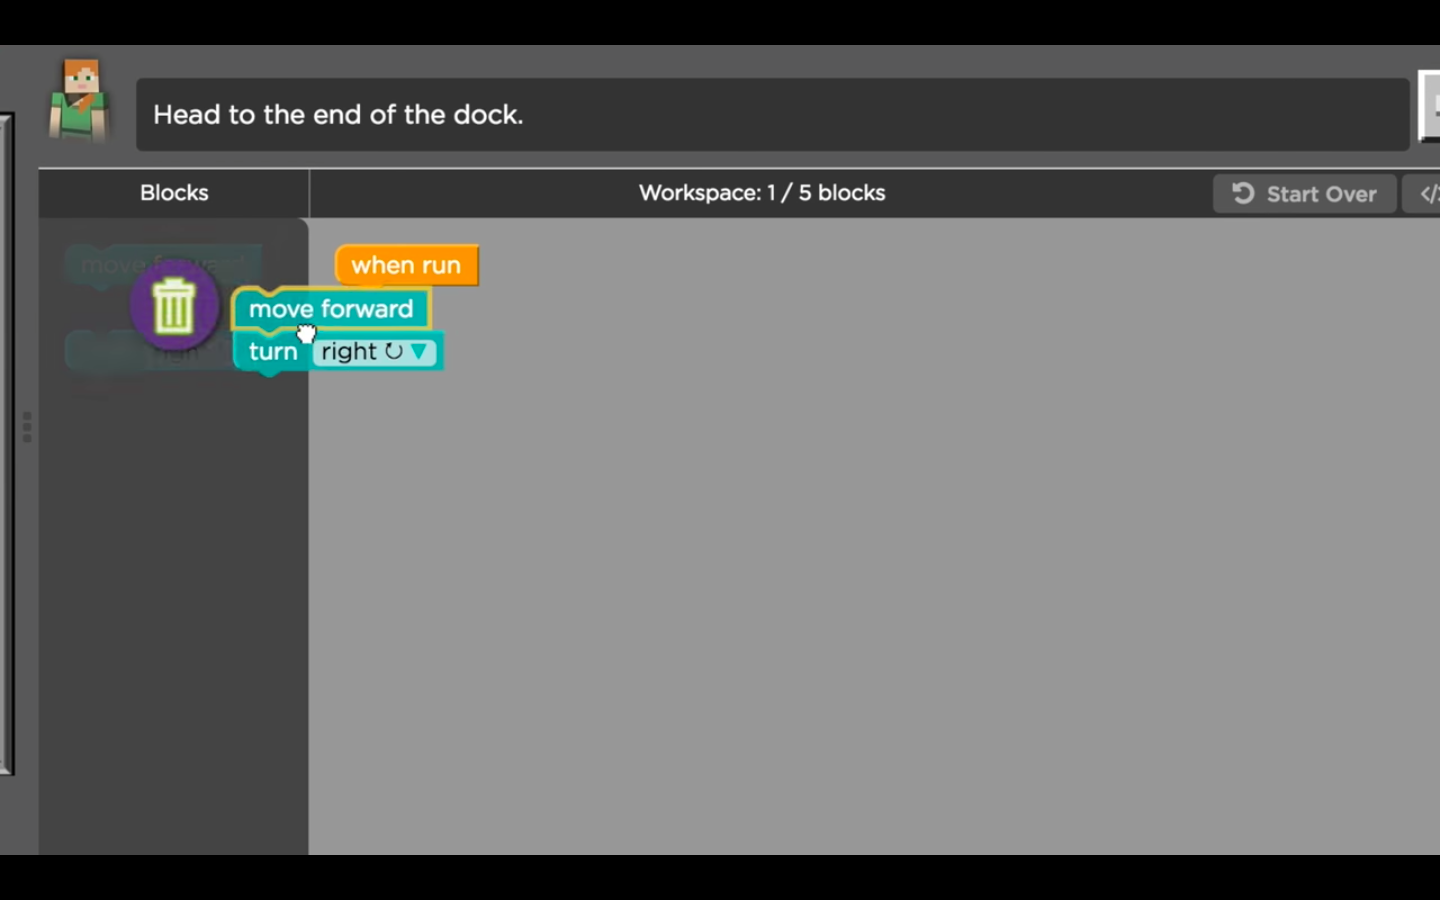 Head to the end of the dock.
Blocks
Workspace: 1 / 5 blocks
Start Over
</>
move forward
when run
move forward
turn right